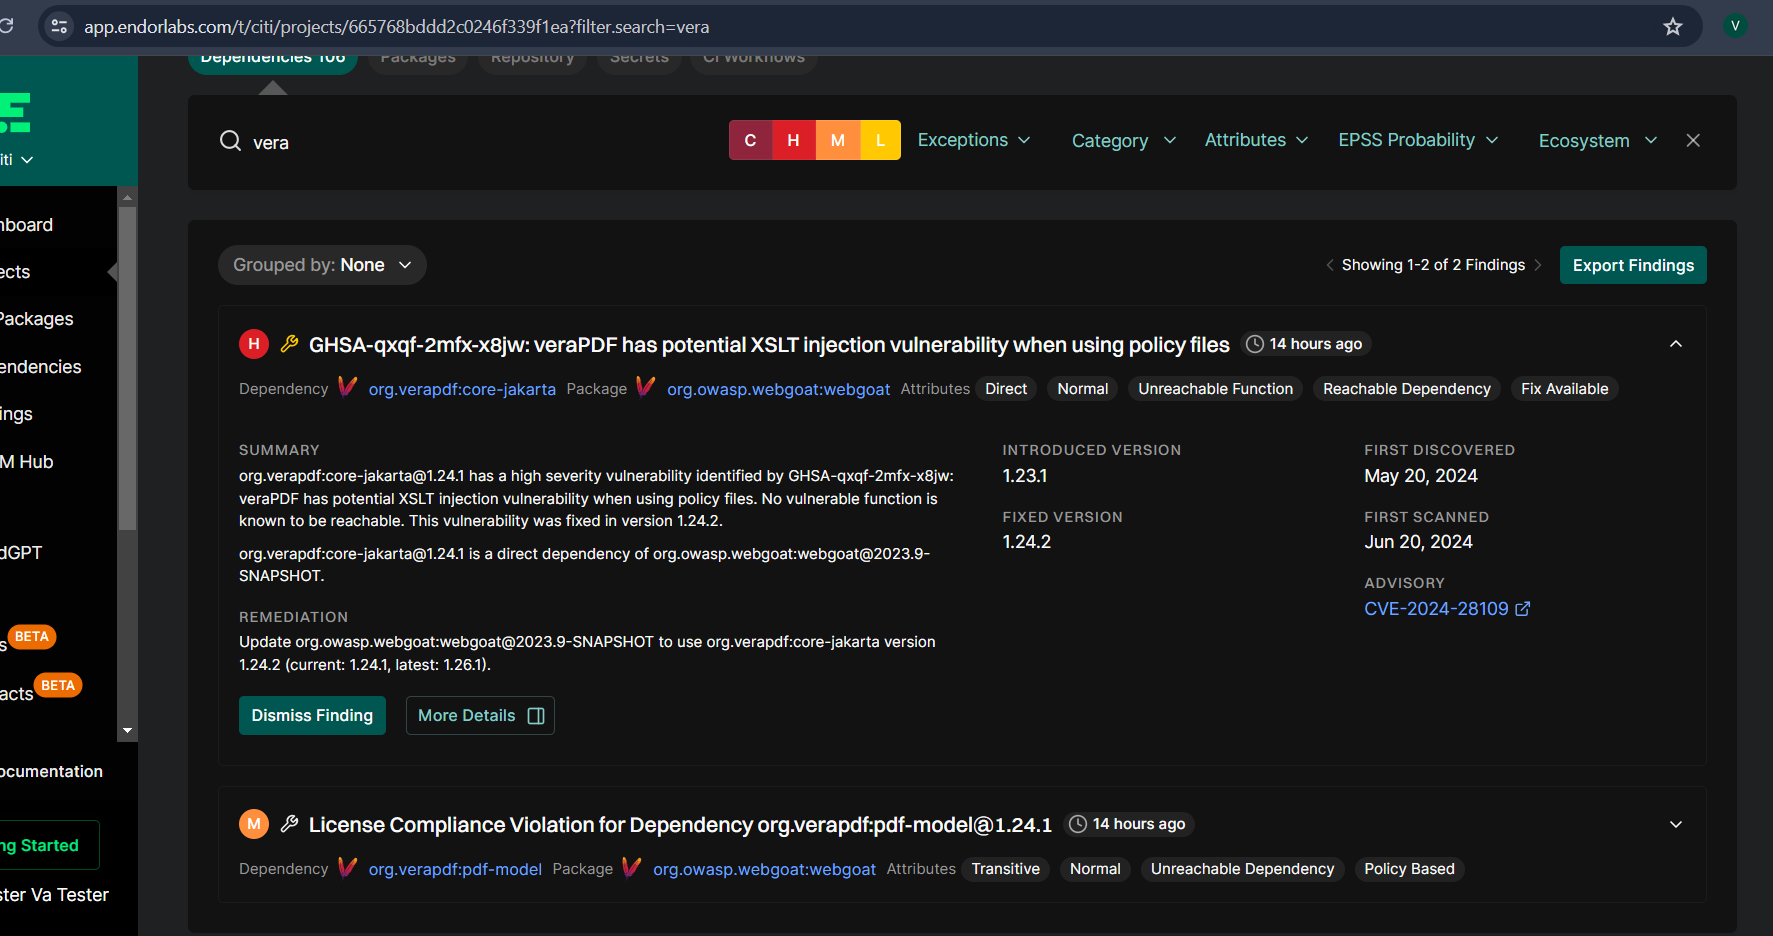 app.endorlabs.com/t/citi/projects/665768bddd2c0246f339f1ea?filter.search=vera
V
Dependencies 106 Packages Repository Secrets CI Workflows
iti
nboard
ects
Packages
endencies
ings
M Hub
dGPT
s BETA
acts BETA
ocumentation
ng Started
ster Va Tester
vera
C H M L Exceptions Category Attributes EPSS Probability Ecosystem
Grouped by: None
Showing 1-2 of 2 Findings
Export Findings
H GHSA-qxqf-2mfx-x8jw: veraPDF has potential XSLT injection vulnerability when using policy files 14 hours ago
Dependency org.verapdf:core-jakarta Package org.owasp.webgoat:webgoat Attributes Direct Normal Unreachable Function Reachable Dependency Fix Available
SUMMARY
org.verapdf:core-jakarta@1.24.1 has a high severity vulnerability identified by GHSA-qxqf-2mfx-x8jw:
veraPDF has potential XSLT injection vulnerability when using policy files. No vulnerable function is
known to be reachable. This vulnerability was fixed in version 1.24.2.
org.verapdf:core-jakarta@1.24.1 is a direct dependency of org.owasp.webgoat:webgoat@2023.9-
SNAPSHOT.
REMEDIATION
Update org.owasp.webgoat:webgoat@2023.9-SNAPSHOT to use org.verapdf:core-jakarta version
1.24.2 (current: 1.24.1, latest: 1.26.1).
Dismiss Finding
More Details
INTRODUCED VERSION
1.23.1
FIXED VERSION
1.24.2
FIRST DISCOVERED
May 20, 2024
FIRST SCANNED
Jun 20, 2024
ADVISORY
CVE-2024-28109
M License Compliance Violation for Dependency org.verapdf:pdf-model@1.24.1 14 hours ago
Dependency org.verapdf:pdf-model Package org.owasp.webgoat:webgoat Attributes Transitive Normal Unreachable Dependency Policy Based